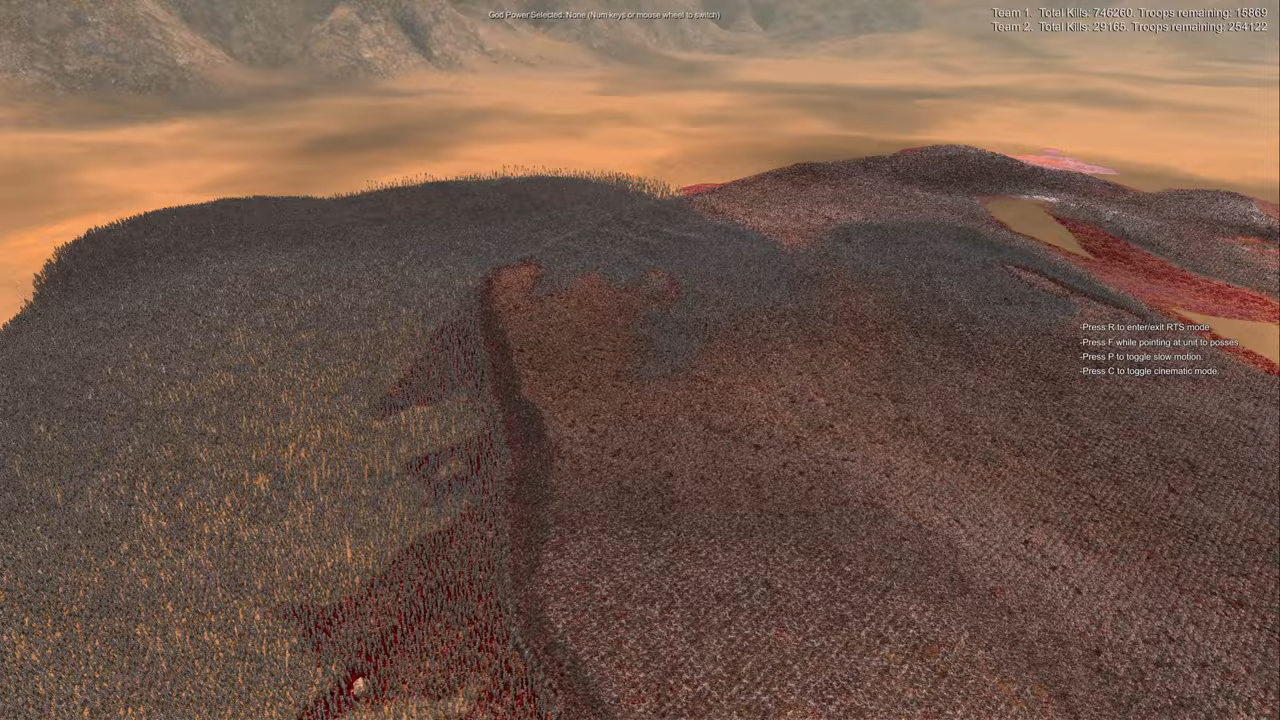 God Power Selected: None (Num keys or mouse wheel to switch)
Team 1. Total Kills: 746260. Troops remaining: 15869
Team 2. Total Kills: 29165. Troops remaining: 254122
-Press R to enter/exit RTS mode
-Press F while pointing at unit to posses.
-Press P to toggle slow motion.
-Press C to toggle cinematic mode.